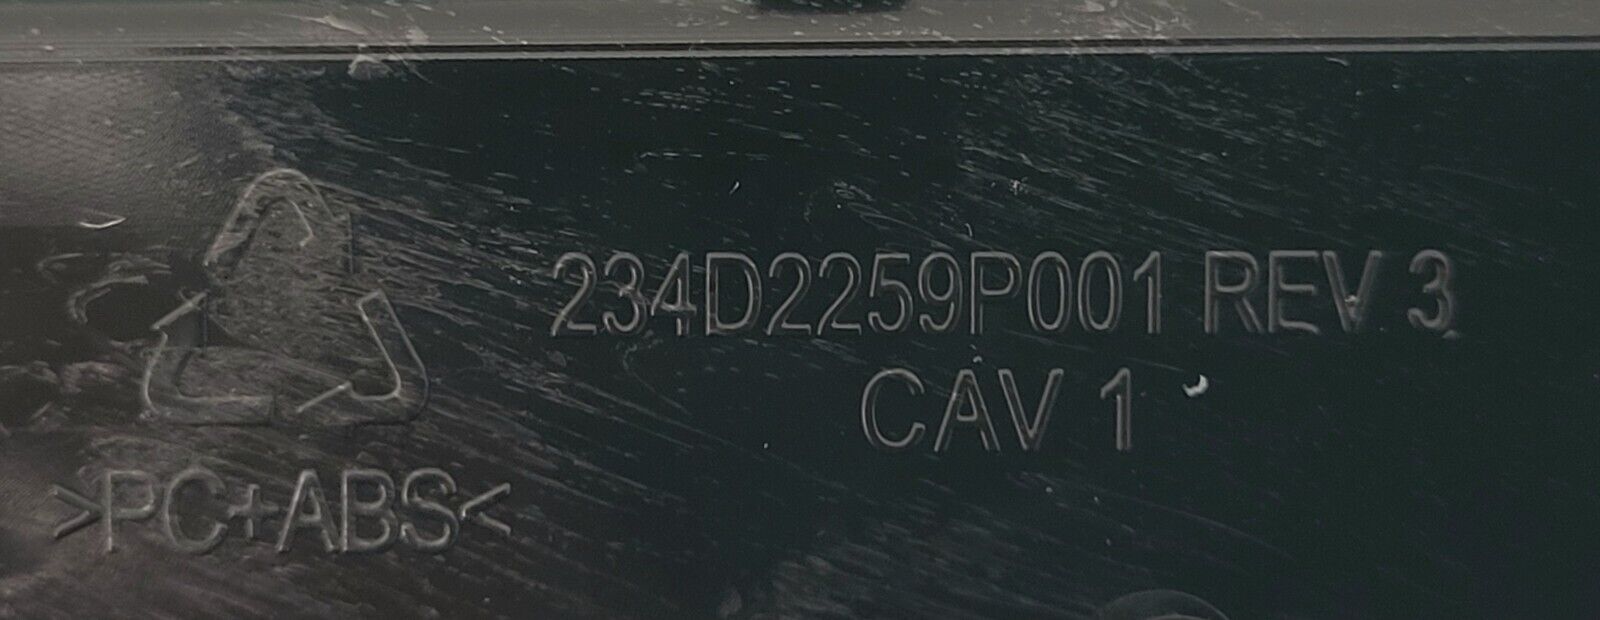 234D2259P001 REV 3
CAV 1
>PC+ABS<